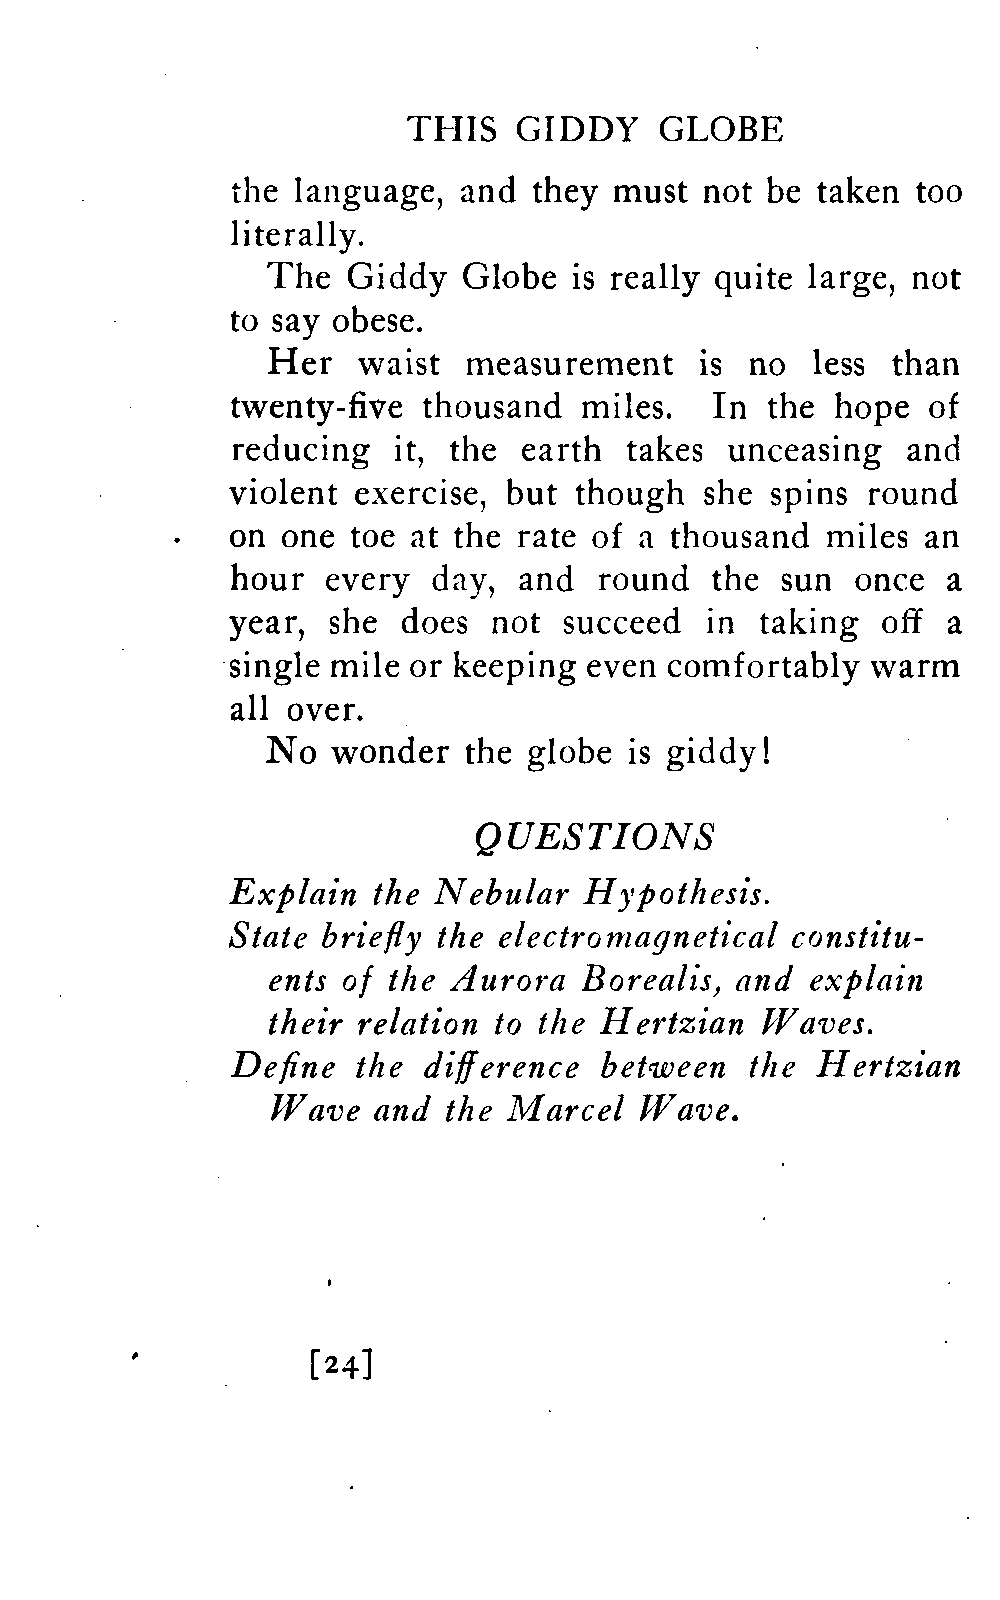 THIS GIDDY GLOBE
the language, and they must not be taken too
literally.
The Giddy Globe is really quite large, not
to say obese.
Her waist measurement is no less than
twenty-five thousand miles. In the hope of
reducing it, the earth takes unceasing and
violent exercise, but though she spins round
on one toe at the rate of a thousand miles an
hour every day, and round the sun once a
year, she does not succeed in taking off a
single mile or keeping even comfortably warm
all over.
No wonder the globe is giddy!
QUESTIONS
Explain the Nebular Hypothesis.
State briefly the electromagnetical constitu-
ents of the Aurora Borealis, and explain
their relation to the Hertzian Waves.
Define the difference between the Hertzian
Wave and the Marcel Wave.
[24]